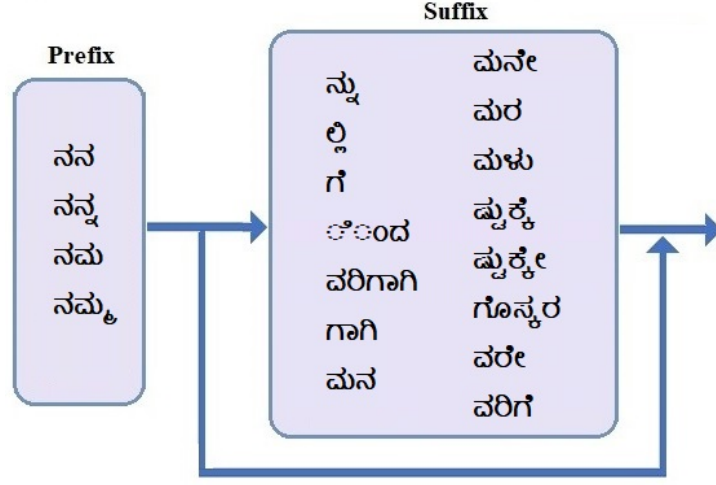 Suffix
Prefix
ನನ
ನನ್ನ
ನಮ
ನಮ್ಮ
ನ್ನು
ಲ್ಲಿ
ಗೆ
ಿಂದ
ವರಿಗಾಗಿ
ಗಾಗಿ
ಮನ
ಮನೇ
ಮರ
ಮಳು
ಷ್ಟುಕ್ಕೆ
ಷ್ಟುಕ್ಕೇ
ಗೊಸ್ಕರ
ವರೇ
ವರಿಗೆ